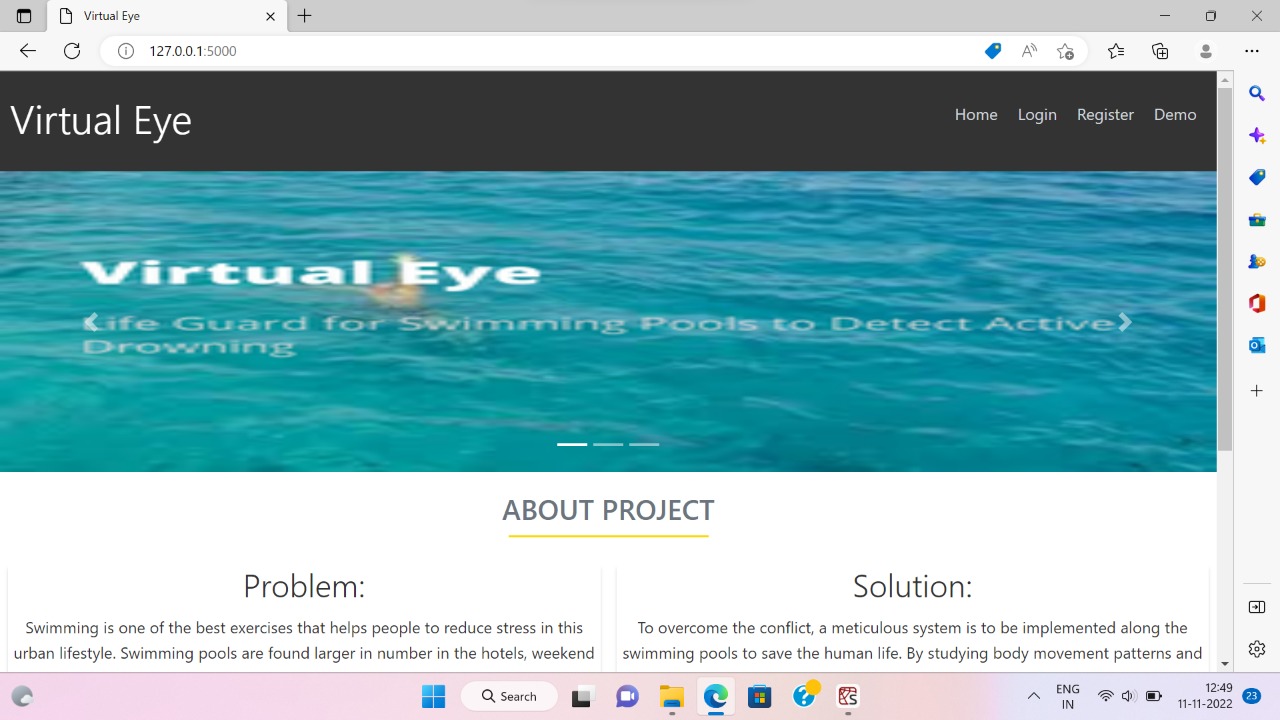 Virtual Eye
127.0.0.1:5000
Virtual Eye
Home Login Register Demo
Virtual Eye
Life Guard for Swimming Pools to Detect Active
Drowning
ABOUT PROJECT
Problem:
Swimming is one of the best exercises that helps people to reduce stress in this
urban lifestyle. Swimming pools are found larger in number in the hotels, weekend
Solution:
To overcome the conflict, a meticulous system is to be implemented along the
swimming pools to save the human life. By studying body movement patterns and
Search
ENG
IN
12:49
11-11-2022
23